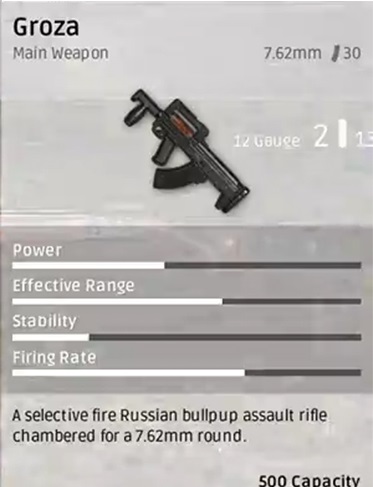 Groza
Main Weapon 7.62mm 30
12 Gauge 2 13
Power
Effective Range
Stability
Firing Rate
A selective fire Russian bullpup assault rifle
chambered for a 7.62mm round.
500 Capacity